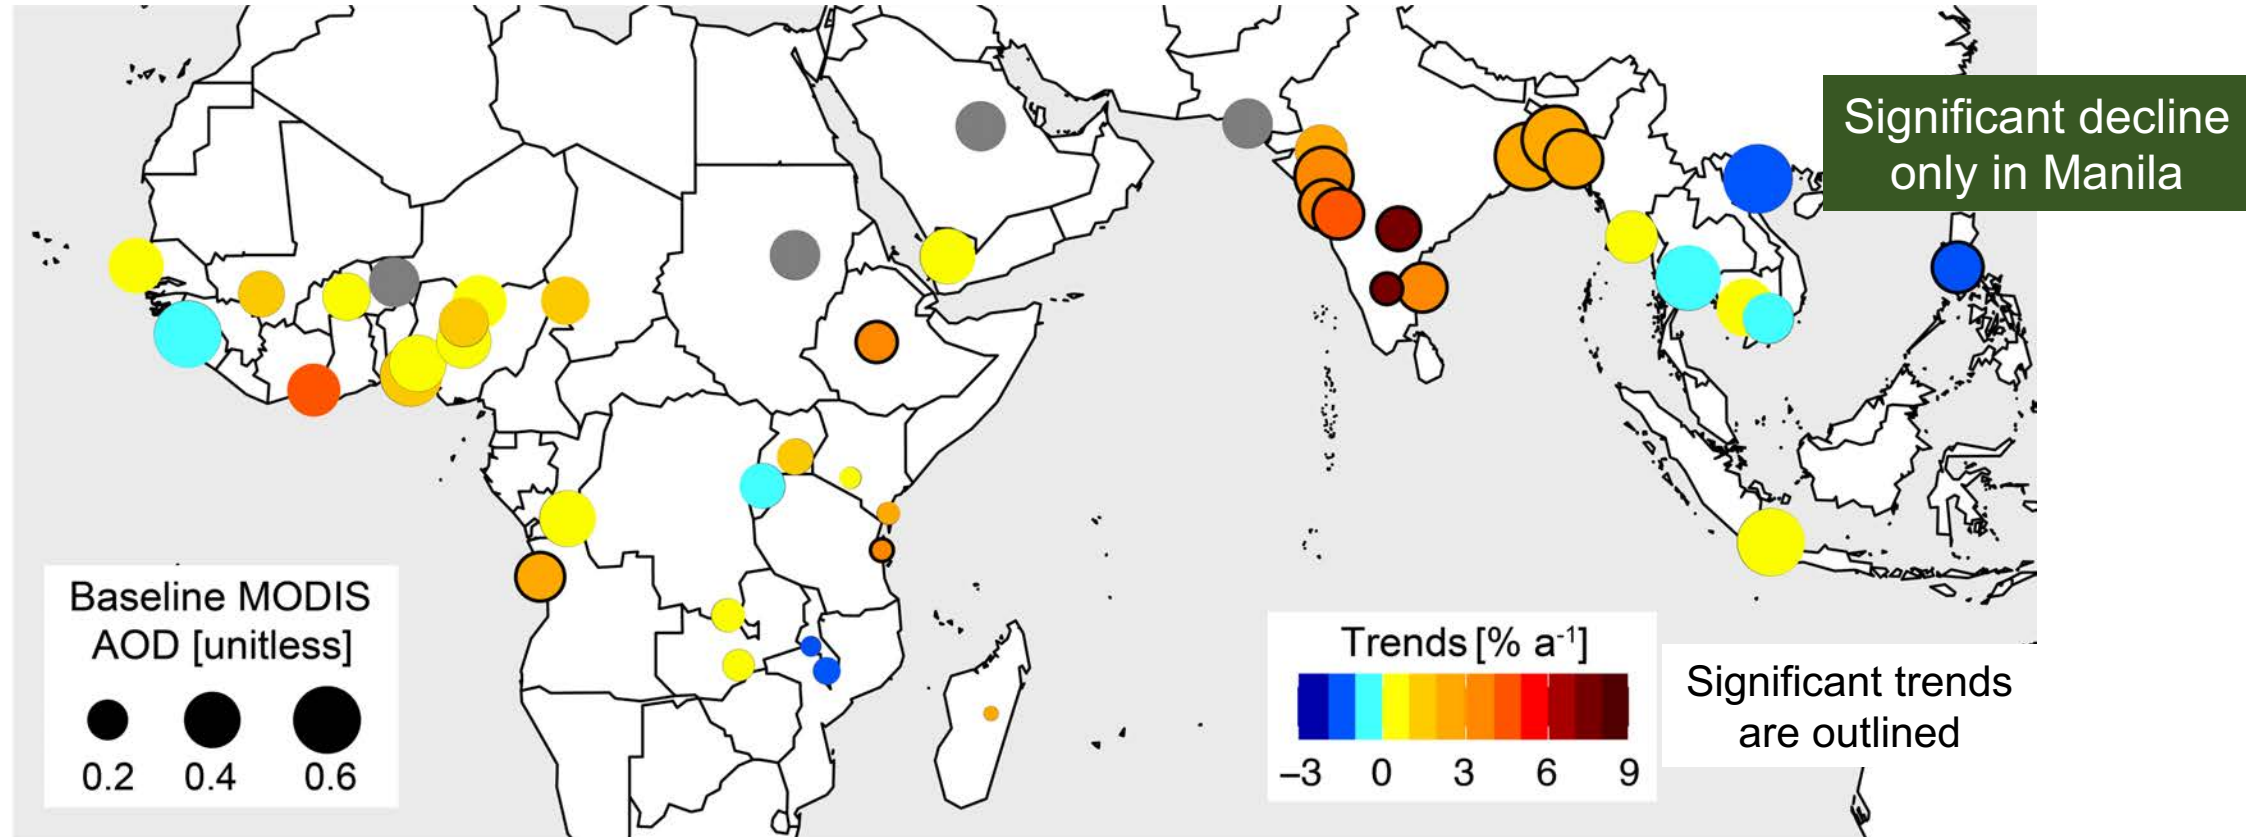 Significant decline
only in Manila
Baseline MODIS
AOD [unitless]
0.2 0.4 0.6
Trends [% a⁻¹]
−3 0 3 6 9
Significant trends
are outlined